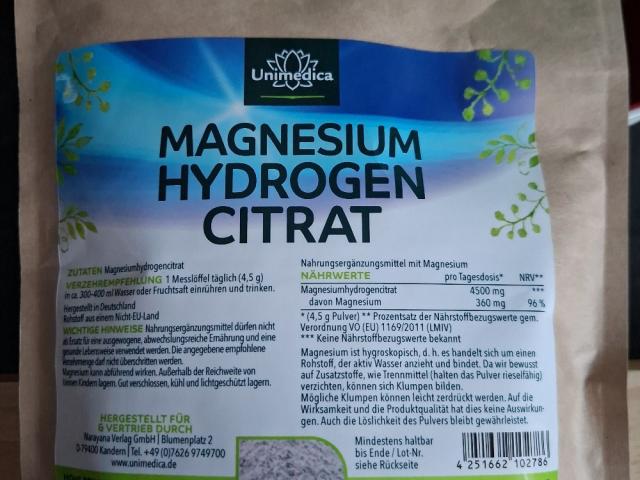 Unimedica
MAGNESIUM
HYDROGEN
CITRAT
ZUTATEN Magnesiumhydrogencitrat
VERZEHREMPFEHLUNG 1 Messlöffel täglich (4,5 g)
in ca. 300-400 ml Wasser oder Fruchtsaft einrühren und trinken.
Hergestellt in Deutschland
Rohstoff aus einem Nicht-EU-Land
WICHTIGE HINWEISE Nahrungsergänzungsmittel dürfen nicht
als Ersatz für eine ausgewogene, abwechslungsreiche Ernährung und eine
gesunde Lebensweise verwendet werden. Die angegebene empfohlene
Verzehrmenge darf nicht überschritten werden.
Magnesium kann abführend wirken. Außerhalb der Reichweite von
kleinen Kindern lagern. Gut verschlossen, kühl und lichtgeschützt lagern.
HERGESTELLT FÜR
& VERTRIEB DURCH
Narayana Verlag GmbH | Blumenplatz 2
D-79400 Kandern | Tel. +49 (0)7626 9749700
www.unimedica.de
Nahrungsergänzungsmittel mit Magnesium
NÄHRWERTE pro Tagesdosis* NRV**
Magnesiumhydrogencitrat 4500 mg ***
davon Magnesium 360 mg 96 %
* (4,5 g Pulver) ** Prozentsatz der Nährstoffbezugswerte gem.
Verordnung VO (EU) 1169/2011 (LMIV)
*** Keine Nährstoffbezugswerte bekannt
Magnesium ist hygroskopisch, d. h. es handelt sich um einen
Rohstoff, der aktiv Wasser anzieht und bindet. Da wir bewusst
auf Zusatzstoffe, wie Trennmittel (halten das Pulver rieselfähig)
verzichten, können sich Klumpen bilden.
Mögliche Klumpen können leicht zerdrückt werden. Auf die
Wirksamkeit und die Produktqualität hat dies keine Auswirkun-
gen. Auch die Löslichkeit des Pulvers bleibt gewährleistet.
Mindestens haltbar
bis Ende / Lot-Nr.
siehe Rückseite
4 251662 102786